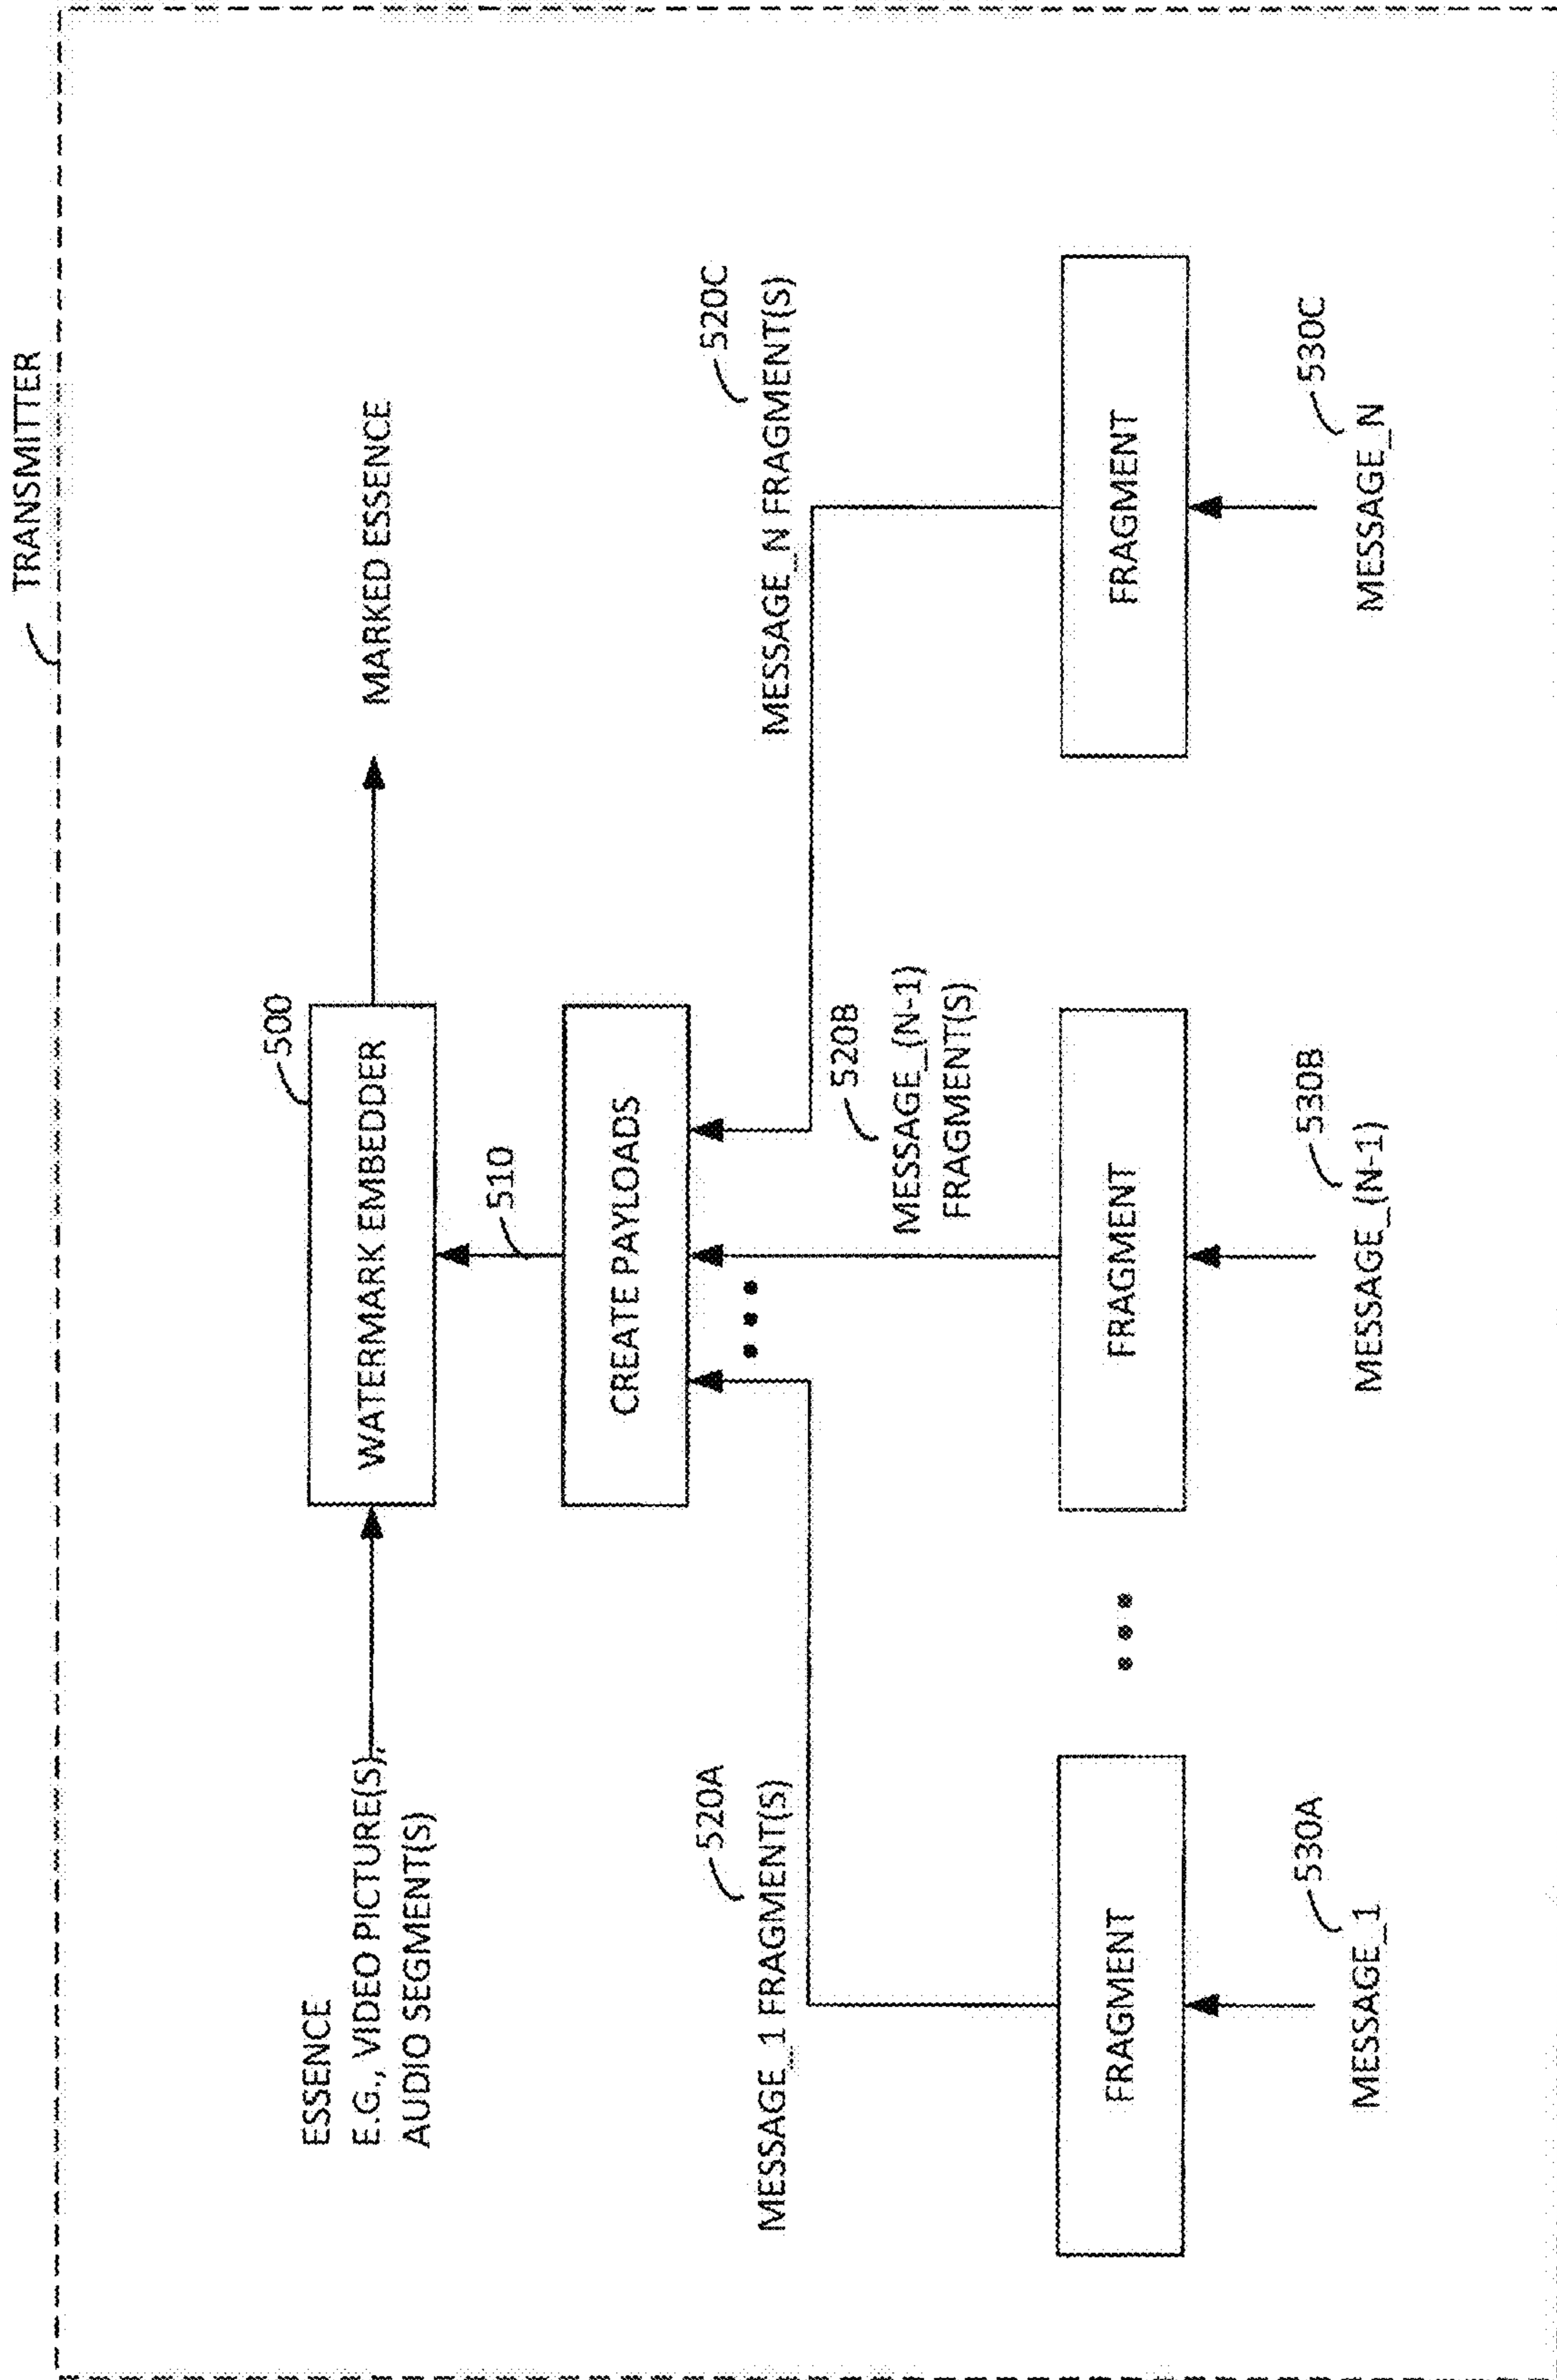 TRANSMITTER
ESSENCE
E.G., VIDEO PICTURE(S),
AUDIO SEGMENT(S)
500
WATERMARK EMBEDDER
MARKED ESSENCE
510
CREATE PAYLOADS
520A
MESSAGE_1 FRAGMENT(S)
520B
MESSAGE_(N-1)
FRAGMENT(S)
520C
MESSAGE_N FRAGMENT(S)
FRAGMENT
FRAGMENT
FRAGMENT
530A
MESSAGE_1
530B
MESSAGE_(N-1)
530C
MESSAGE_N